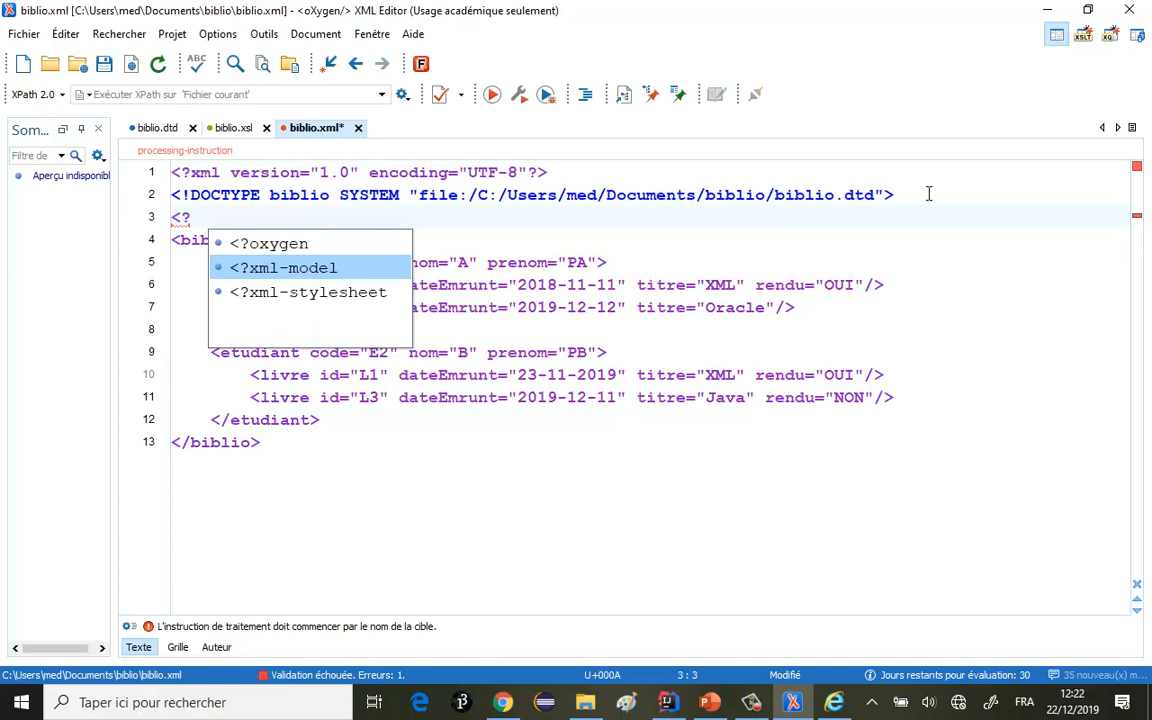 biblio.xml [C:\Users\med\Documents\biblio\biblio.xml] - <oXygen/> XML Editor (Usage académique seulement)
Fichier Éditer Rechercher Projet Options Outils Document Fenêtre Aide
XPath 2.0 Exécuter XPath sur 'Fichier courant'
Som... biblio.dtd biblio.xsl biblio.xml*
Filtre de processing-instruction
Aperçu indisponibl
1 <?xml version="1.0" encoding="UTF-8"?>
2 <!DOCTYPE biblio SYSTEM "file:/C:/Users/med/Documents/biblio/biblio.dtd">
3 <?
4 <bib
<?oxygen
<?xml-model
<?xml-stylesheet
5 nom="A" prenom="PA">
6 dateEmrunt="2018-11-11" titre="XML" rendu="OUI"/>
7 dateEmrunt="2019-12-12" titre="Oracle"/>
8
9 <etudiant code="E2" nom="B" prenom="PB">
10 <livre id="L1" dateEmrunt="23-11-2019" titre="XML" rendu="OUI"/>
11 <livre id="L3" dateEmrunt="2019-12-11" titre="Java" rendu="NON"/>
12 </etudiant>
13 </biblio>
L'instruction de traitement doit commencer par le nom de la cible.
Texte Grille Auteur
C:\Users\med\Documents\biblio\biblio.xml Validation échouée. Erreurs: 1. U+000A 3 : 3 Modifié Jours restants pour évaluation: 30 35 nouveau(x) m...
Taper ici pour rechercher FRA 12:22
22/12/2019